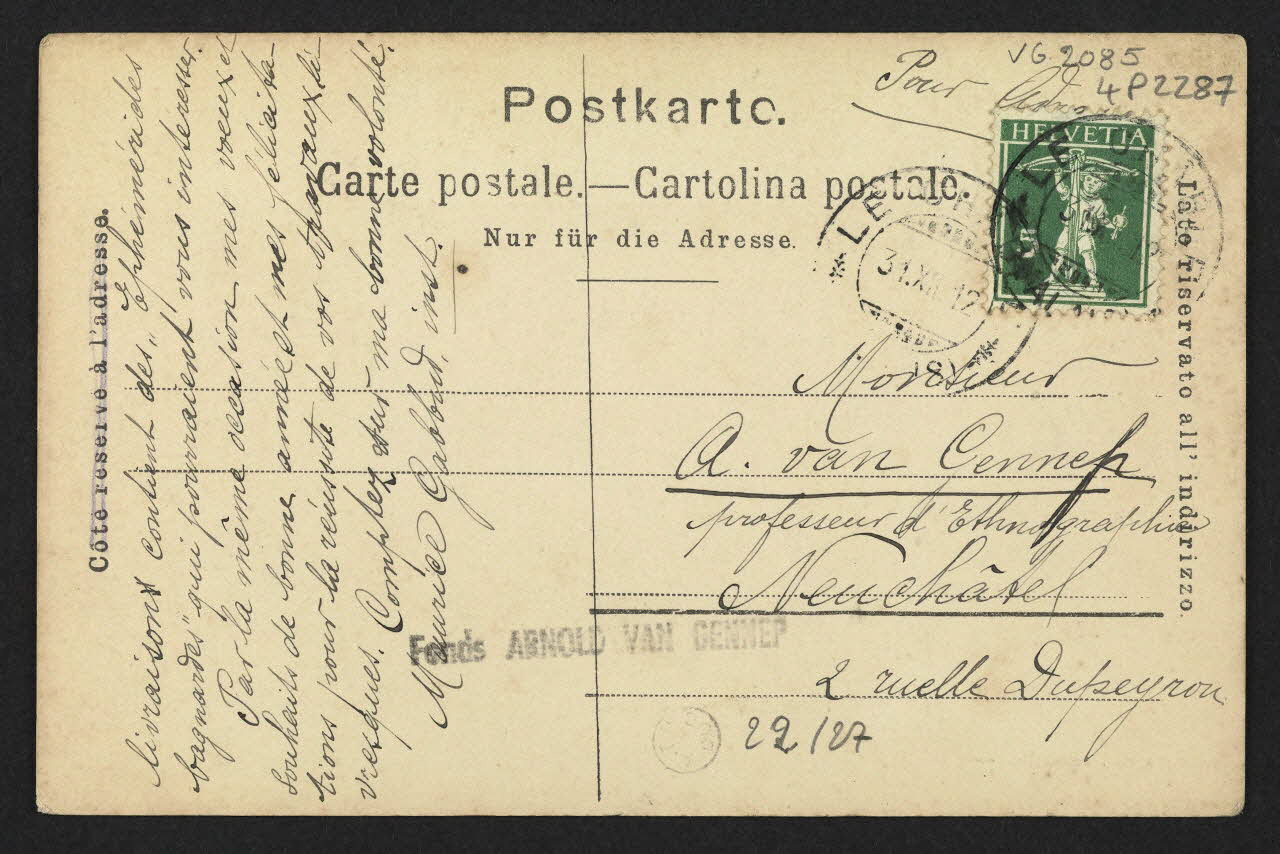 VG 2085
4P2287
Pour
Postkarte.
Carte postale.—Cartolina postale.
Nur für die Adresse.
Côté réservé à l'adresse.
Lato riservato all' indirizzo.
HELVETIA
5
31.XII.12
livraison contient des „ Éphémérides
bagnardes" qui pourraient vous intéresser.
Par la même occasion mes voeux et
souhaits de bonne année et mes félicita-
tions pour la réussite de vos travaux
Comptez sur ma bonne volonté.
Maurice Gabbud, inst.
Monsieur
A. van Gennep
professeur d'Ethnographie
Neuchâtel
2 ruelle Dupeyrou
Fonds ARNOLD VAN GENNEP
22/27